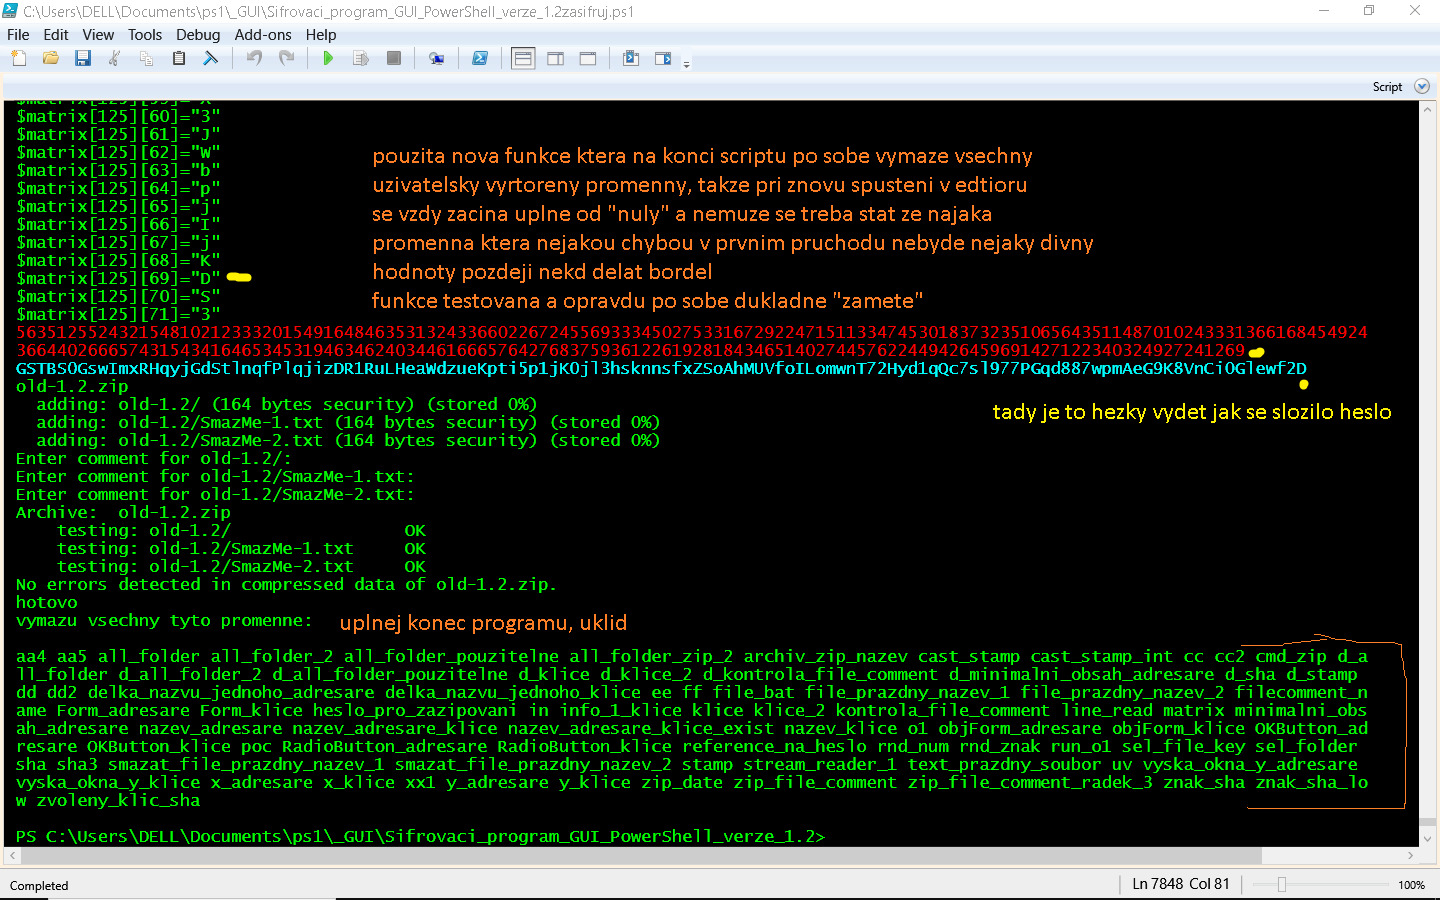 C:\Users\DELL\Documents\ps1\_GUI\Sifrovaci_program_GUI_PowerShell_verze_1.2zasifruj.ps1
File Edit View Tools Debug Add-ons Help
Script
$matrix[125][60]="3"
$matrix[125][61]="J"
$matrix[125][62]="W"
$matrix[125][63]="b"
$matrix[125][64]="p"
$matrix[125][65]="j"
$matrix[125][66]="I"
$matrix[125][67]="j"
$matrix[125][68]="K"
$matrix[125][69]="D"
$matrix[125][70]="S"
$matrix[125][71]="3"
pouzita nova funkce ktera na konci scriptu po sobe vymaze vsechny
uzivatelsky vyrtoreny promenny, takze pri znovu spusteni v edtioru
se vzdy zacina uplne od "nuly" a nemuze se treba stat ze najaka
promenna ktera nejakou chybou v prvnim pruchodu nebyde nejaky divny
hodnoty pozdeji nekd delat bordel
funkce testovana a opravdu po sobe dukladne "zamete"
GSTBSOGswImxRHqyjGdStlnqfPlqjizDR1RuLHeaWdzueKpti5p1jK0jl3hsknnsfxZSoAhMUVfoILomwnT72Hyd1qQc7sl977PGqd887wpmAeG9K8VnCiOGlewf2D
old-1.2.zip
tady je to hezky vydet jak se slozilo heslo
adding: old-1.2/ (164 bytes security) (stored 0%)
adding: old-1.2/SmazMe-1.txt (164 bytes security) (stored 0%)
adding: old-1.2/SmazMe-2.txt (164 bytes security) (stored 0%)
Enter comment for old-1.2/:
Enter comment for old-1.2/SmazMe-1.txt:
Enter comment for old-1.2/SmazMe-2.txt:
Archive:  old-1.2.zip
testing: old-1.2/ OK
testing: old-1.2/SmazMe-1.txt OK
testing: old-1.2/SmazMe-2.txt OK
No errors detected in compressed data of old-1.2.zip.
hotovo
vymazu vsechny tyto promenne: uplnej konec programu, uklid
aa4 aa5 all_folder all_folder_2 all_folder_pouzitelne all_folder_zip_2 archiv_zip_nazev cast_stamp cast_stamp_int cc cc2 cmd_zip d_a
ll_folder d_all_folder_2 d_all_folder_pouzitelne d_klice d_klice_2 d_kontrola_file_comment d_minimalni_obsah_adresare d_sha d_stamp
dd dd2 delka_nazvu_jednoho_adresare delka_nazvu_jednoho_klice ee ff file_bat file_prazdny_nazev_1 file_prazdny_nazev_2 filecomment_n
ame Form_adresare Form_klice heslo_pro_zazipovani in info_1_klice klice klice_2 kontrola_file_comment line_read matrix minimalni_obs
ah_adresare nazev_adresare nazev_adresare_klice nazev_adresare_klice_exist nazev_klice o1 objForm_adresare objForm_klice OKButton_ad
resare OKButton_klice poc RadioButton_adresare RadioButton_klice reference_na_heslo rnd_num rnd_znak run_o1 sel_file_key sel_folder
sha sha3 smazat_file_prazdny_nazev_1 smazat_file_prazdny_nazev_2 stamp stream_reader_1 text_prazdny_soubor uv vyska_okna_y_adresare
vyska_okna_y_klice x_adresare x_klice xx1 y_adresare y_klice zip_date zip_file_comment zip_file_comment_radek_3 znak_sha znak_sha_lo
w zvoleny_klic_sha
PS C:\Users\DELL\Documents\ps1\_GUI\Sifrovaci_program_GUI_PowerShell_verze_1.2>
Completed
Ln 7848 Col 81
100%